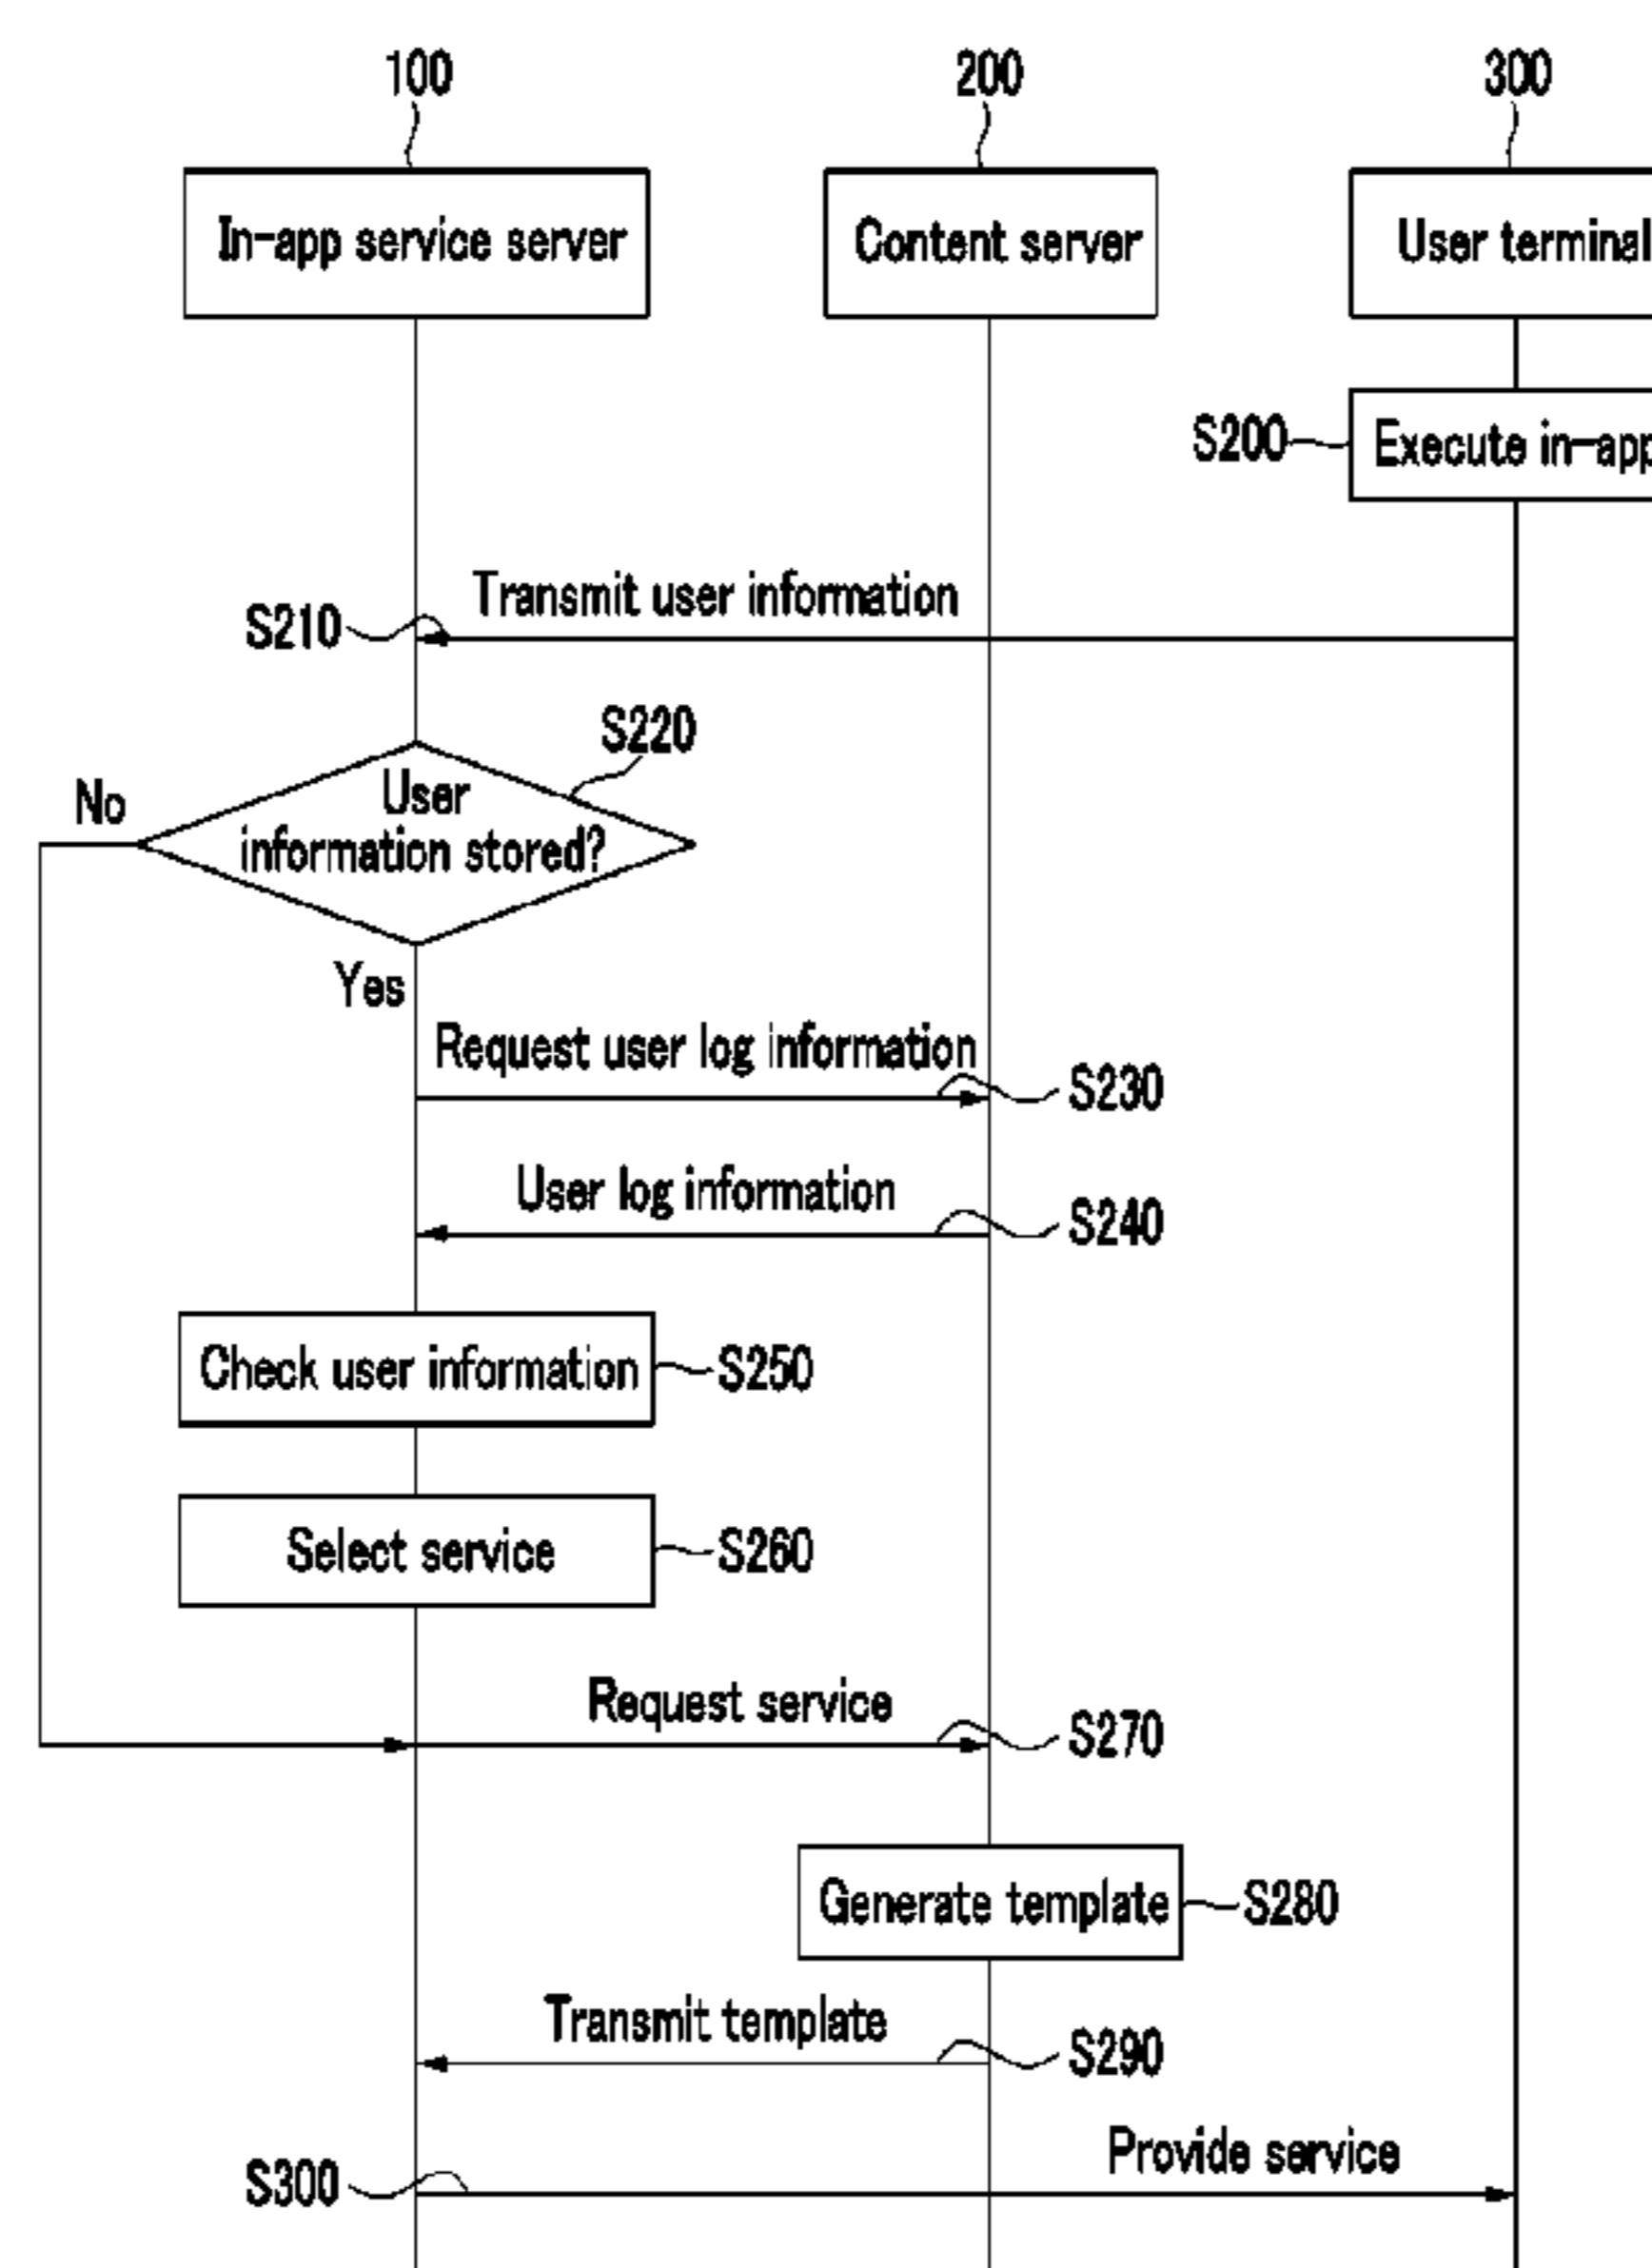 100
200
300
In-app service server
Content server
User terminal
S200
Execute in-app
Transmit user information
S210
S220
No
User
information stored?
Yes
Request user log information
S230
User log information
S240
Check user information
S250
Select service
S260
Request service
S270
Generate template
S280
Transmit template
S290
Provide service
S300